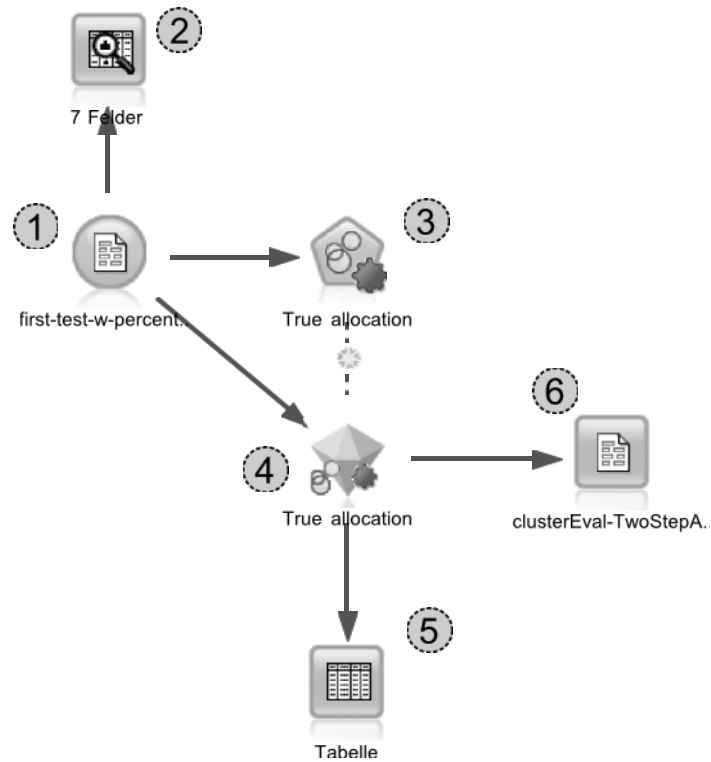 2
7 Felder
1
3
first-test-w-percent..
True allocation
6
4
True allocation
clusterEval-TwoStepA..
5
Tabelle